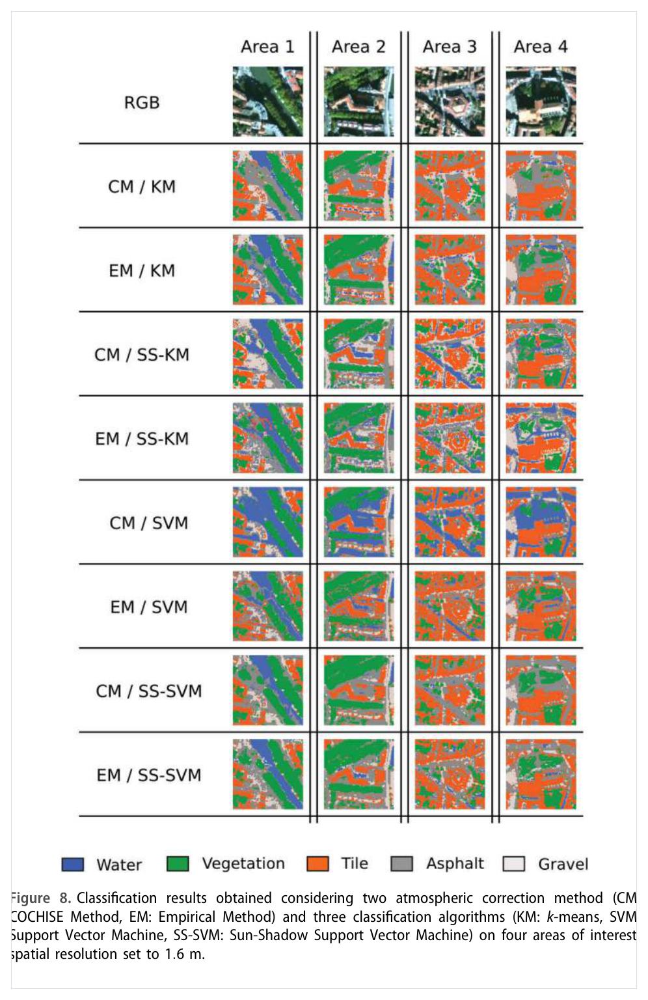 Area 1 Area 2 Area 3 Area 4
RGB
CM / KM
EM / KM
CM / SS-KM
EM / SS-KM
CM / SVM
EM / SVM
CM / SS-SVM
EM / SS-SVM
Water Vegetation Tile Asphalt Gravel
Figure 8. Classification results obtained considering two atmospheric correction method (CM
COCHISE Method, EM: Empirical Method) and three classification algorithms (KM: k-means, SVM
Support Vector Machine, SS-SVM: Sun-Shadow Support Vector Machine) on four areas of interest
spatial resolution set to 1.6 m.